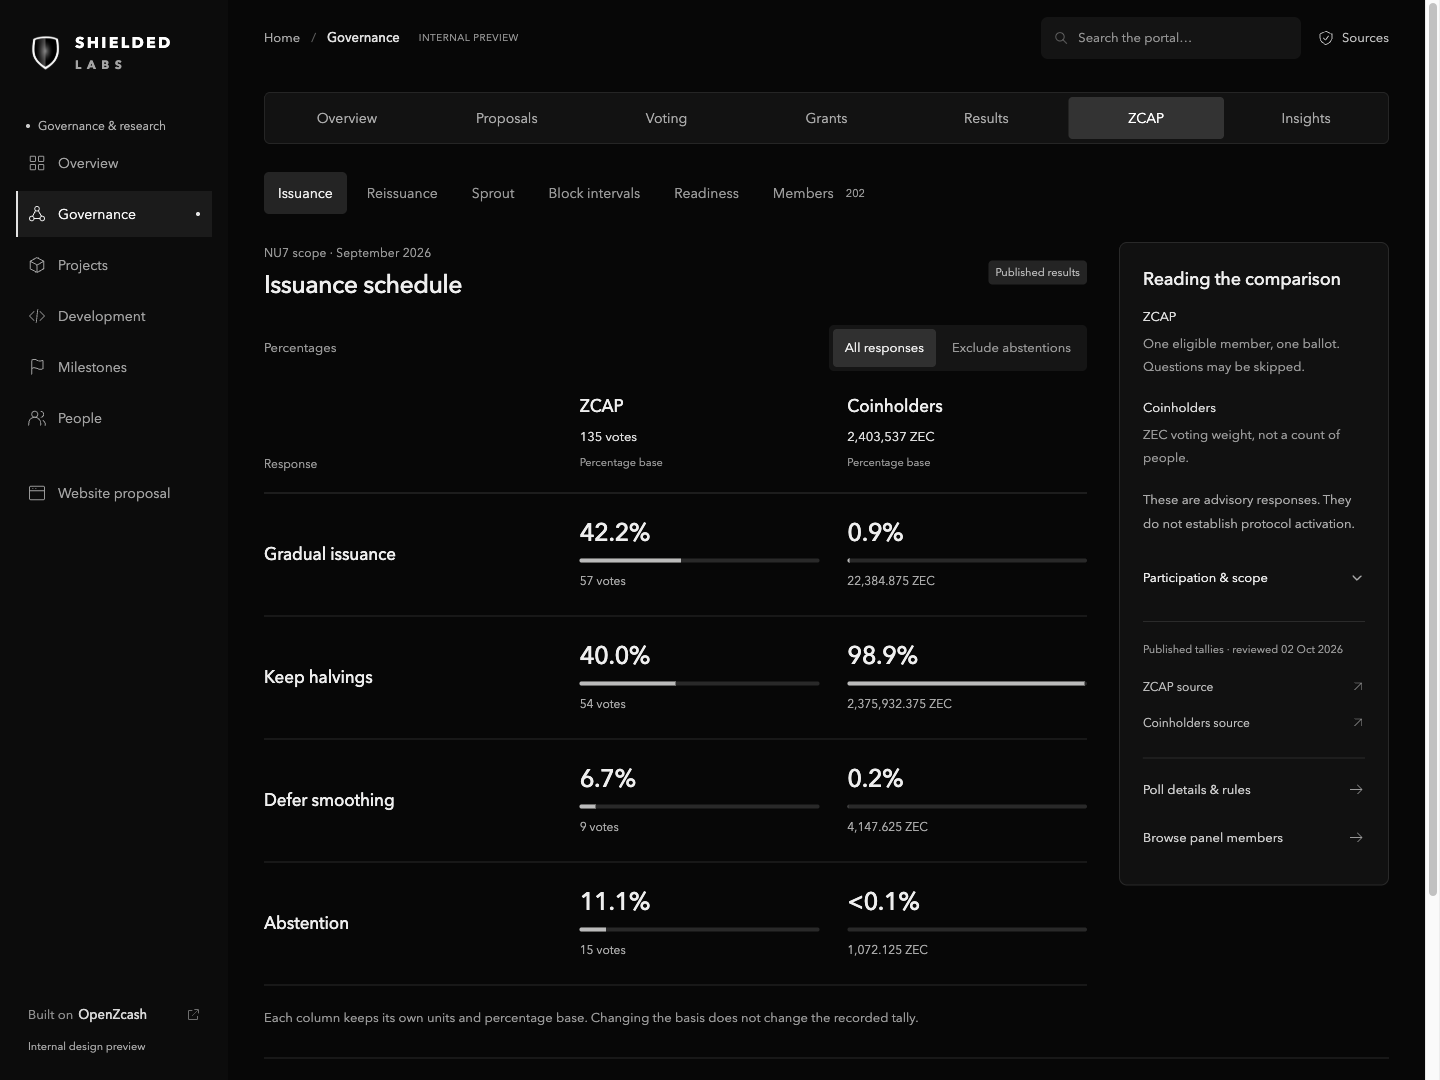 SHIELDED
LABS
Governance & research
Overview
Governance
Projects
Development
Milestones
People
Website proposal
Built on OpenZcash
Internal design preview
Home / Governance INTERNAL PREVIEW
Search the portal...
Sources
Overview Proposals Voting Grants Results ZCAP Insights
Issuance Reissuance Sprout Block intervals Readiness Members 202
NU7 scope · September 2026
Issuance schedule
Published results
Percentages
All responses Exclude abstentions
Response
ZCAP
135 votes
Percentage base
Coinholders
2,403,537 ZEC
Percentage base
Gradual issuance
42.2%
57 votes
0.9%
22,384.875 ZEC
Keep halvings
40.0%
54 votes
98.9%
2,375,932.375 ZEC
Defer smoothing
6.7%
9 votes
0.2%
4,147.625 ZEC
Abstention
11.1%
15 votes
<0.1%
1,072.125 ZEC
Each column keeps its own units and percentage base. Changing the basis does not change the recorded tally.
Reading the comparison
ZCAP
One eligible member, one ballot.
Questions may be skipped.
Coinholders
ZEC voting weight, not a count of
people.
These are advisory responses. They
do not establish protocol activation.
Participation & scope
Published tallies · reviewed 02 Oct 2026
ZCAP source
Coinholders source
Poll details & rules
Browse panel members